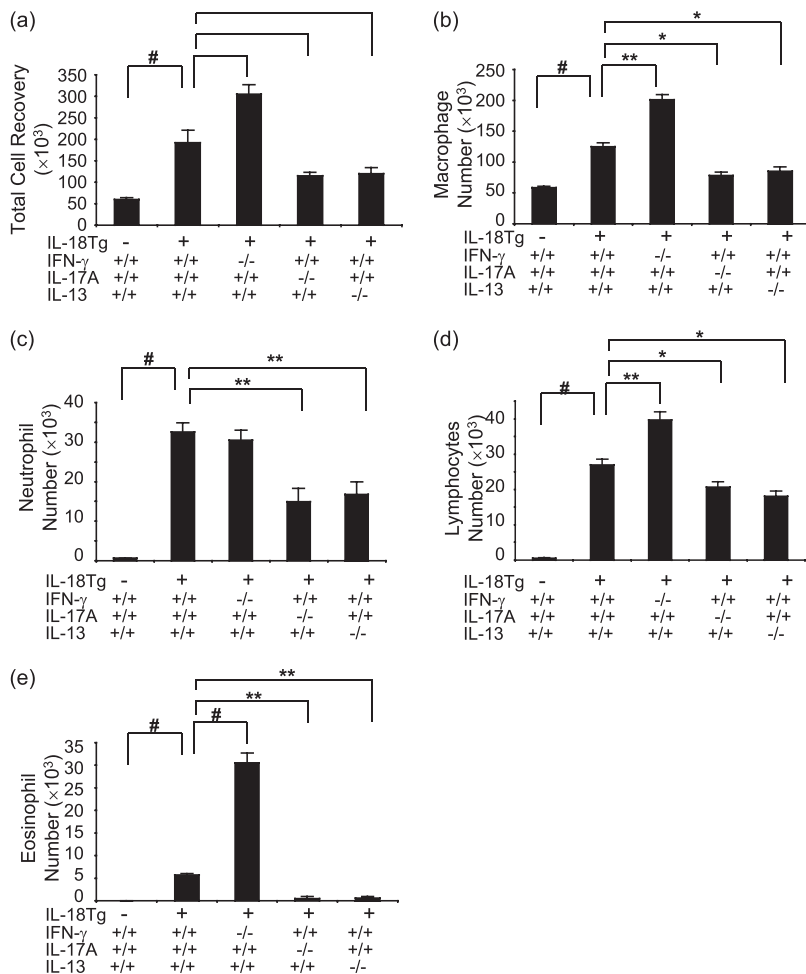 (a)
#
Total Cell Recovery
(×10³)
350
300
250
200
150
100
50
0
IL-18Tg - + + + +
IFN-γ +/+ +/+ -/- +/+ +/+
IL-17A +/+ +/+ +/+ -/- +/+
IL-13 +/+ +/+ +/+ +/+ -/-
(b)
*
*
#
**
Macrophage
Number (×10³)
250
200
150
100
50
0
IL-18Tg - + + + +
IFN-γ +/+ +/+ -/- +/+ +/+
IL-17A +/+ +/+ +/+ -/- +/+
IL-13 +/+ +/+ +/+ +/+ -/-
(c)
#
**
**
Neutrophil
Number (×10³)
40
30
20
10
0
IL-18Tg - + + + +
IFN-γ +/+ +/+ -/- +/+ +/+
IL-17A +/+ +/+ +/+ -/- +/+
IL-13 +/+ +/+ +/+ +/+ -/-
(d)
*
*
#
**
Lymphocytes
Number (×10³)
40
30
20
10
0
IL-18Tg - + + + +
IFN-γ +/+ +/+ -/- +/+ +/+
IL-17A +/+ +/+ +/+ -/- +/+
IL-13 +/+ +/+ +/+ +/+ -/-
(e)
**
**
#
#
Eosinophil
Number (×10³)
35
30
25
20
15
10
5
0
IL-18Tg - + + + +
IFN-γ +/+ +/+ -/- +/+ +/+
IL-17A +/+ +/+ +/+ -/- +/+
IL-13 +/+ +/+ +/+ +/+ -/-